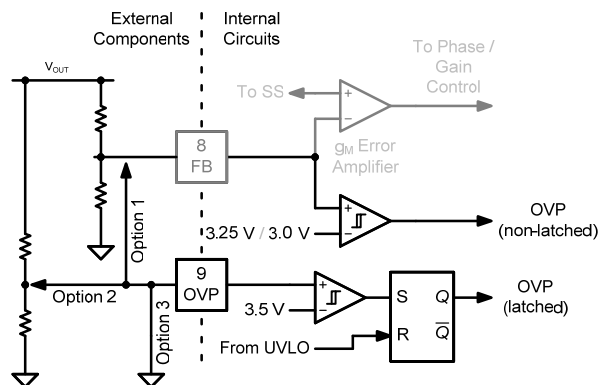 External
Components
Internal
Circuits
VOUT
To Phase /
Gain
Control
To SS
+
−
gM Error
Amplifier
8
FB
Option 1
+
−
3.25 V / 3.0 V
OVP
(non-latched)
9
OVP
Option 2
Option 3
+
−
3.5 V
S
Q
R
Q̅
OVP
(latched)
From UVLO